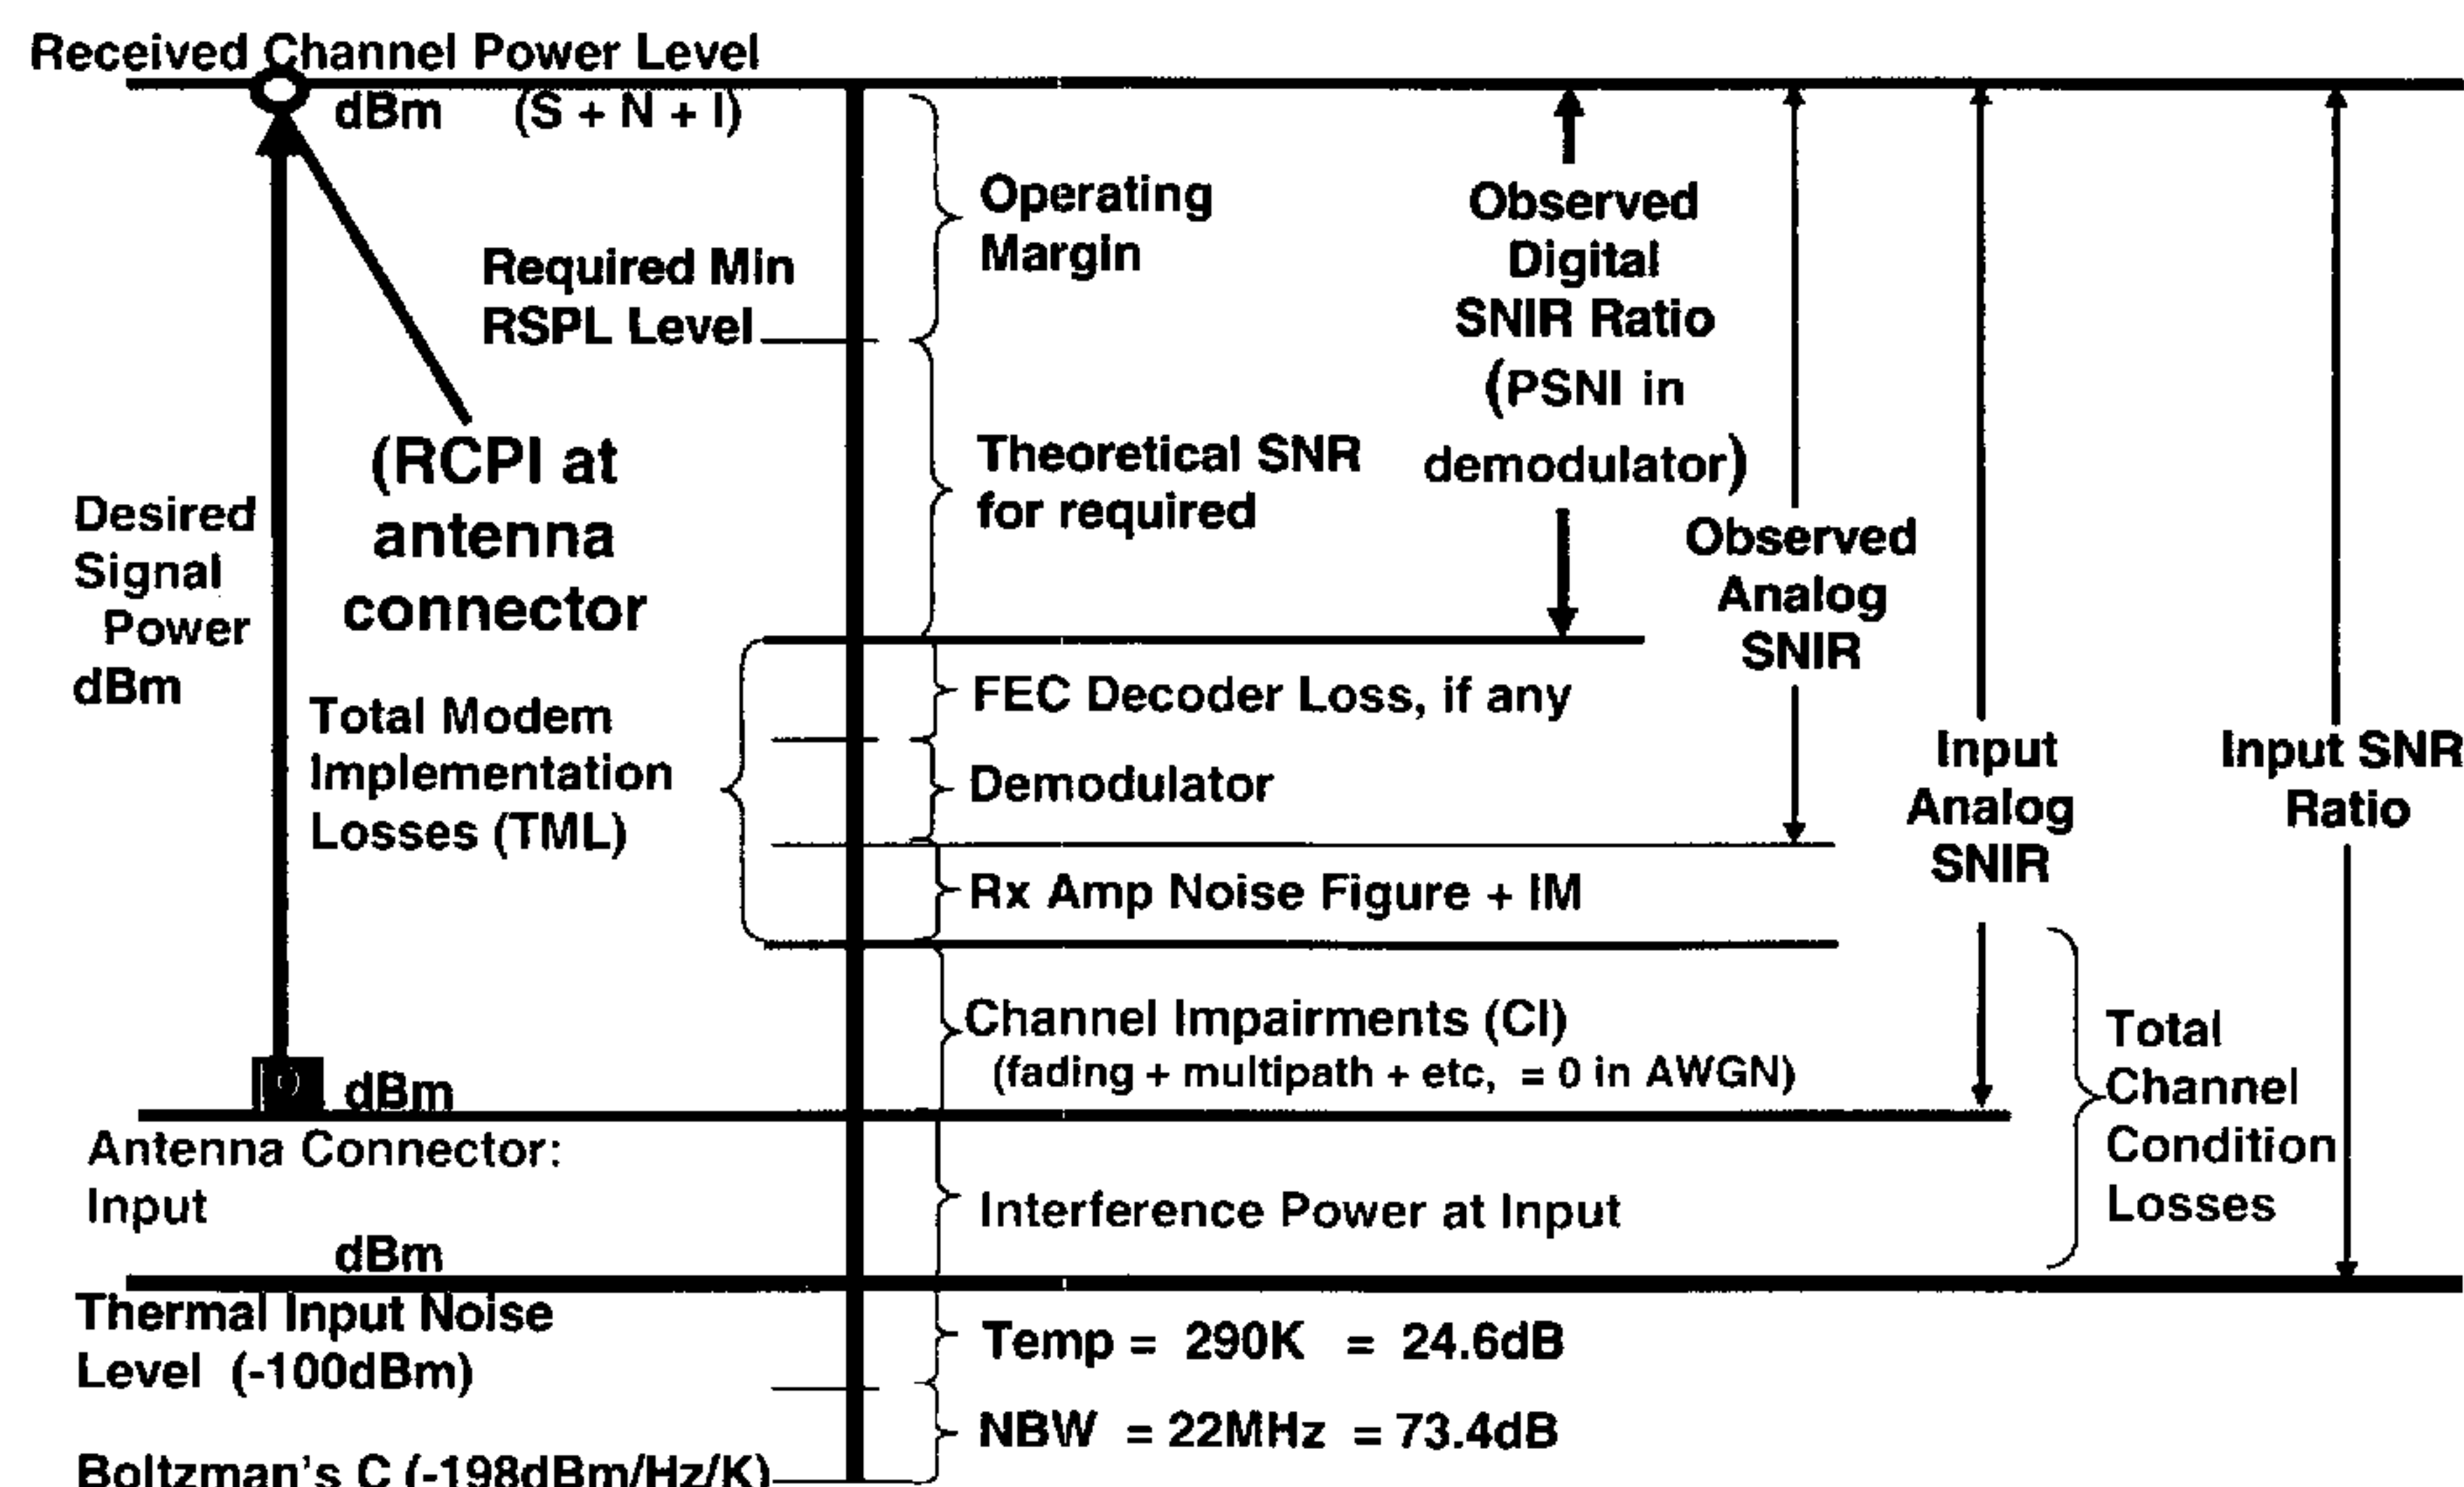 Received Channel Power Level
dBm (S + N + I)
Operating
Margin
Required Min
RSPL Level
Observed
Digital
SNIR Ratio
(PSNI in
demodulator)
(RCPI at
antenna
connector
Theoretical SNR
for required
Desired
Signal
Power
dBm
Observed
Analog
SNIR
Total Modem
Implementation
Losses (TML)
FEC Decoder Loss, if any
Demodulator
Rx Amp Noise Figure + IM
Input
Analog
SNIR
Input SNR
Ratio
Channel Impairments (CI)
(fading + multipath + etc, = 0 in AWGN)
Total
Channel
Condition
Losses
dBm
Antenna Connector:
Input
Interference Power at Input
dBm
Thermal Input Noise
Level (-100dBm)
Temp = 290K = 24.6dB
NBW = 22MHz = 73.4dB
Boltzman's C (-198dBm/Hz/K)